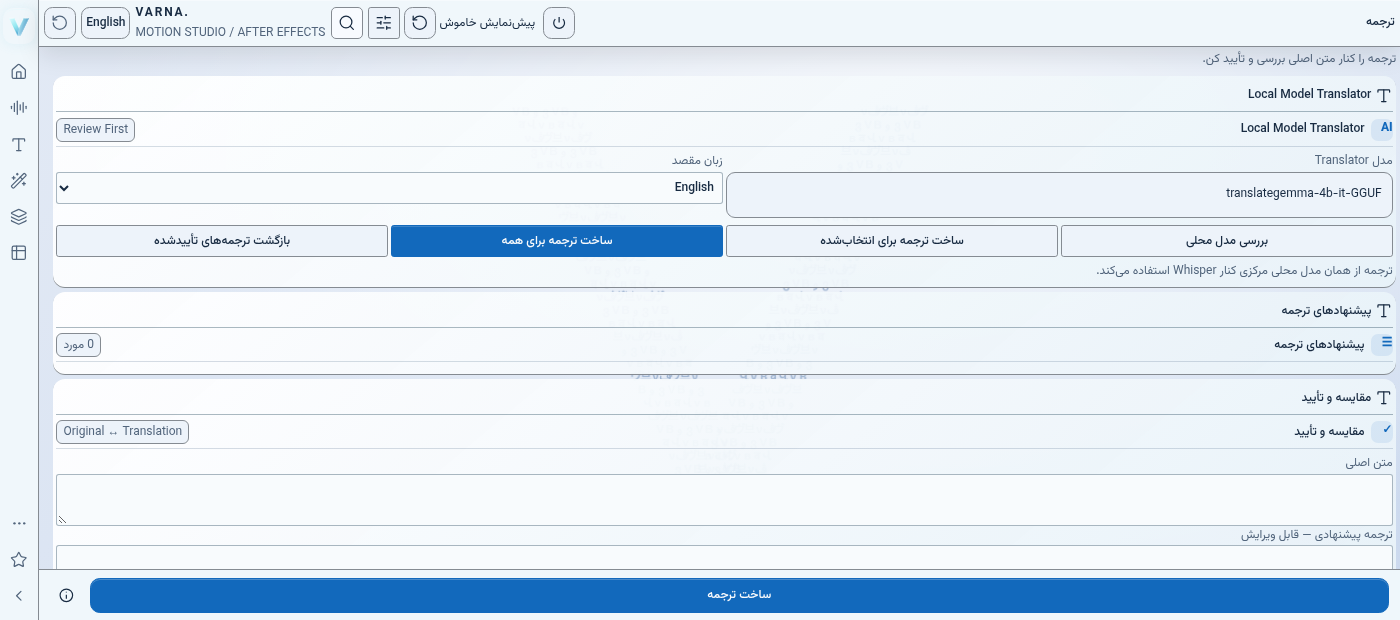 English
VARNA.
MOTION STUDIO / AFTER EFFECTS
پیش‌نمایش خاموش
ترجمه
ترجمه را کنار متن اصلی بررسی و تأیید کن.
Local Model Translator
AI Local Model Translator
Review First
مدل Translator
زبان مقصد
translategemma-4b-it-GGUF
English
بررسی مدل محلی
ساخت ترجمه برای انتخاب‌شده
ساخت ترجمه برای همه
بازگشت ترجمه‌های تأییدشده
ترجمه از همان مدل محلی مرکزی کنار Whisper استفاده می‌کند.
پیشنهادهای ترجمه
پیشنهادهای ترجمه
0 مورد
مقایسه و تأیید
مقایسه و تأیید
Original ↔ Translation
متن اصلی
ترجمه پیشنهادی — قابل ویرایش
ساخت ترجمه